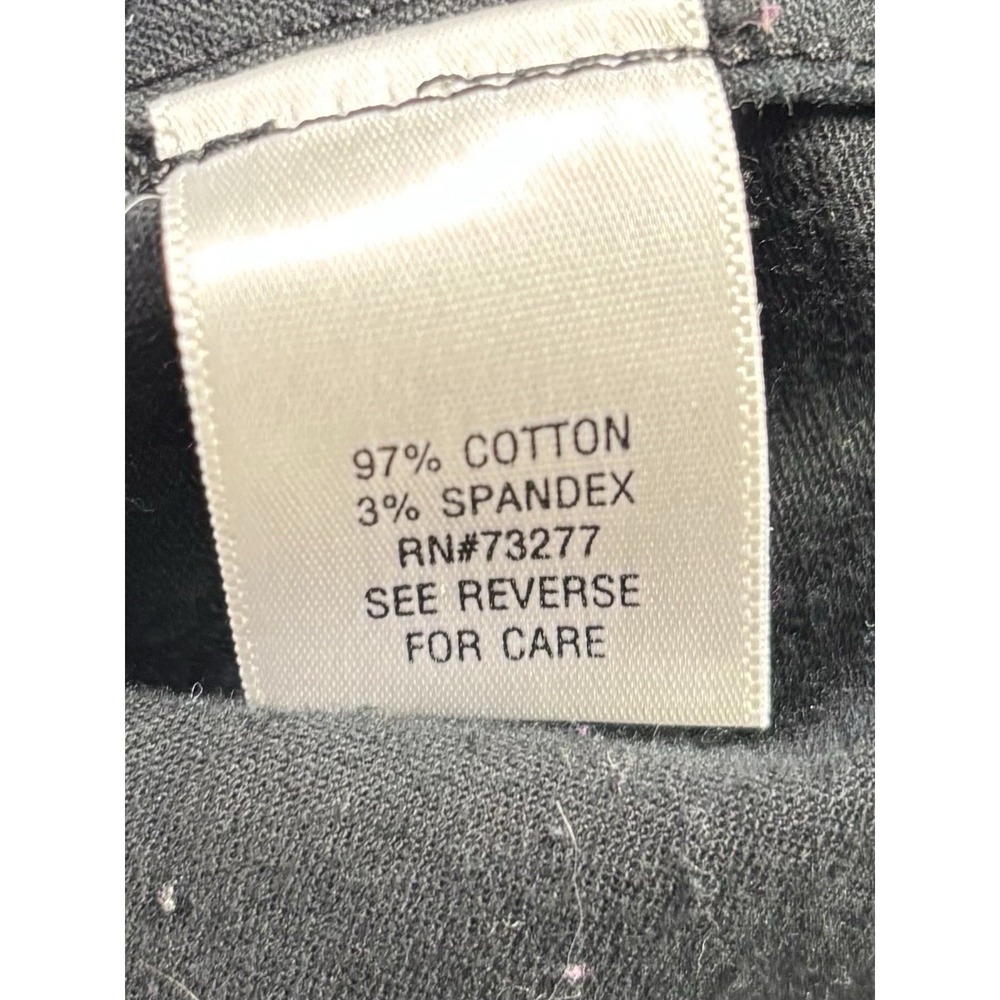 97% COTTON
3% SPANDEX
RN#73277
SEE REVERSE
FOR CARE